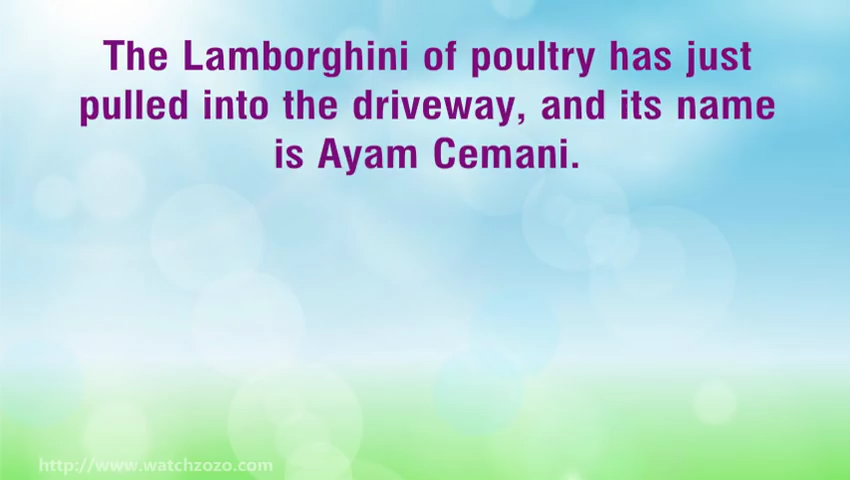 The Lamborghini of poultry has just
pulled into the driveway, and its name
is Ayam Cemani.
http://www.watchzozo.com